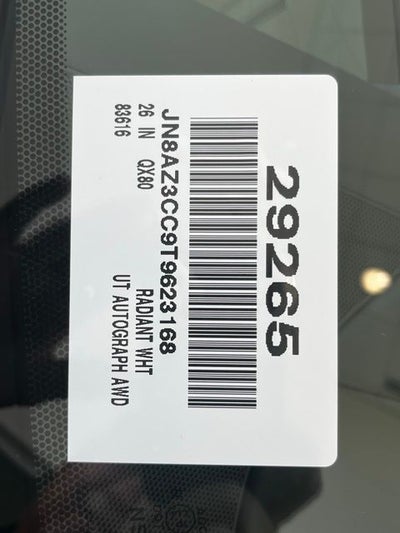 29265
JN8AZ3CC9T9623168
26 IN QX80 RADIANT WHT
83616 UT AUTOGRAPH AWD